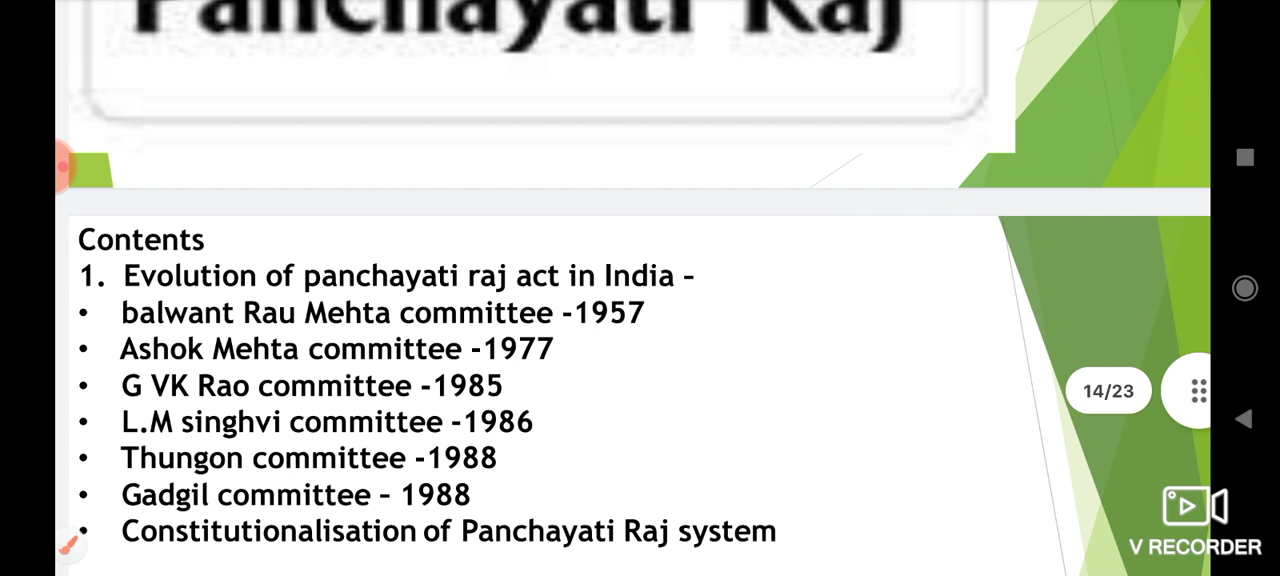 Panchayati Raj
Contents
1. Evolution of panchayati raj act in India –
• balwant Rau Mehta committee -1957
• Ashok Mehta committee -1977
• G VK Rao committee -1985
• L.M singhvi committee -1986
• Thungon committee -1988
• Gadgil committee – 1988
• Constitutionalisation of Panchayati Raj system
14/23
V RECORDER